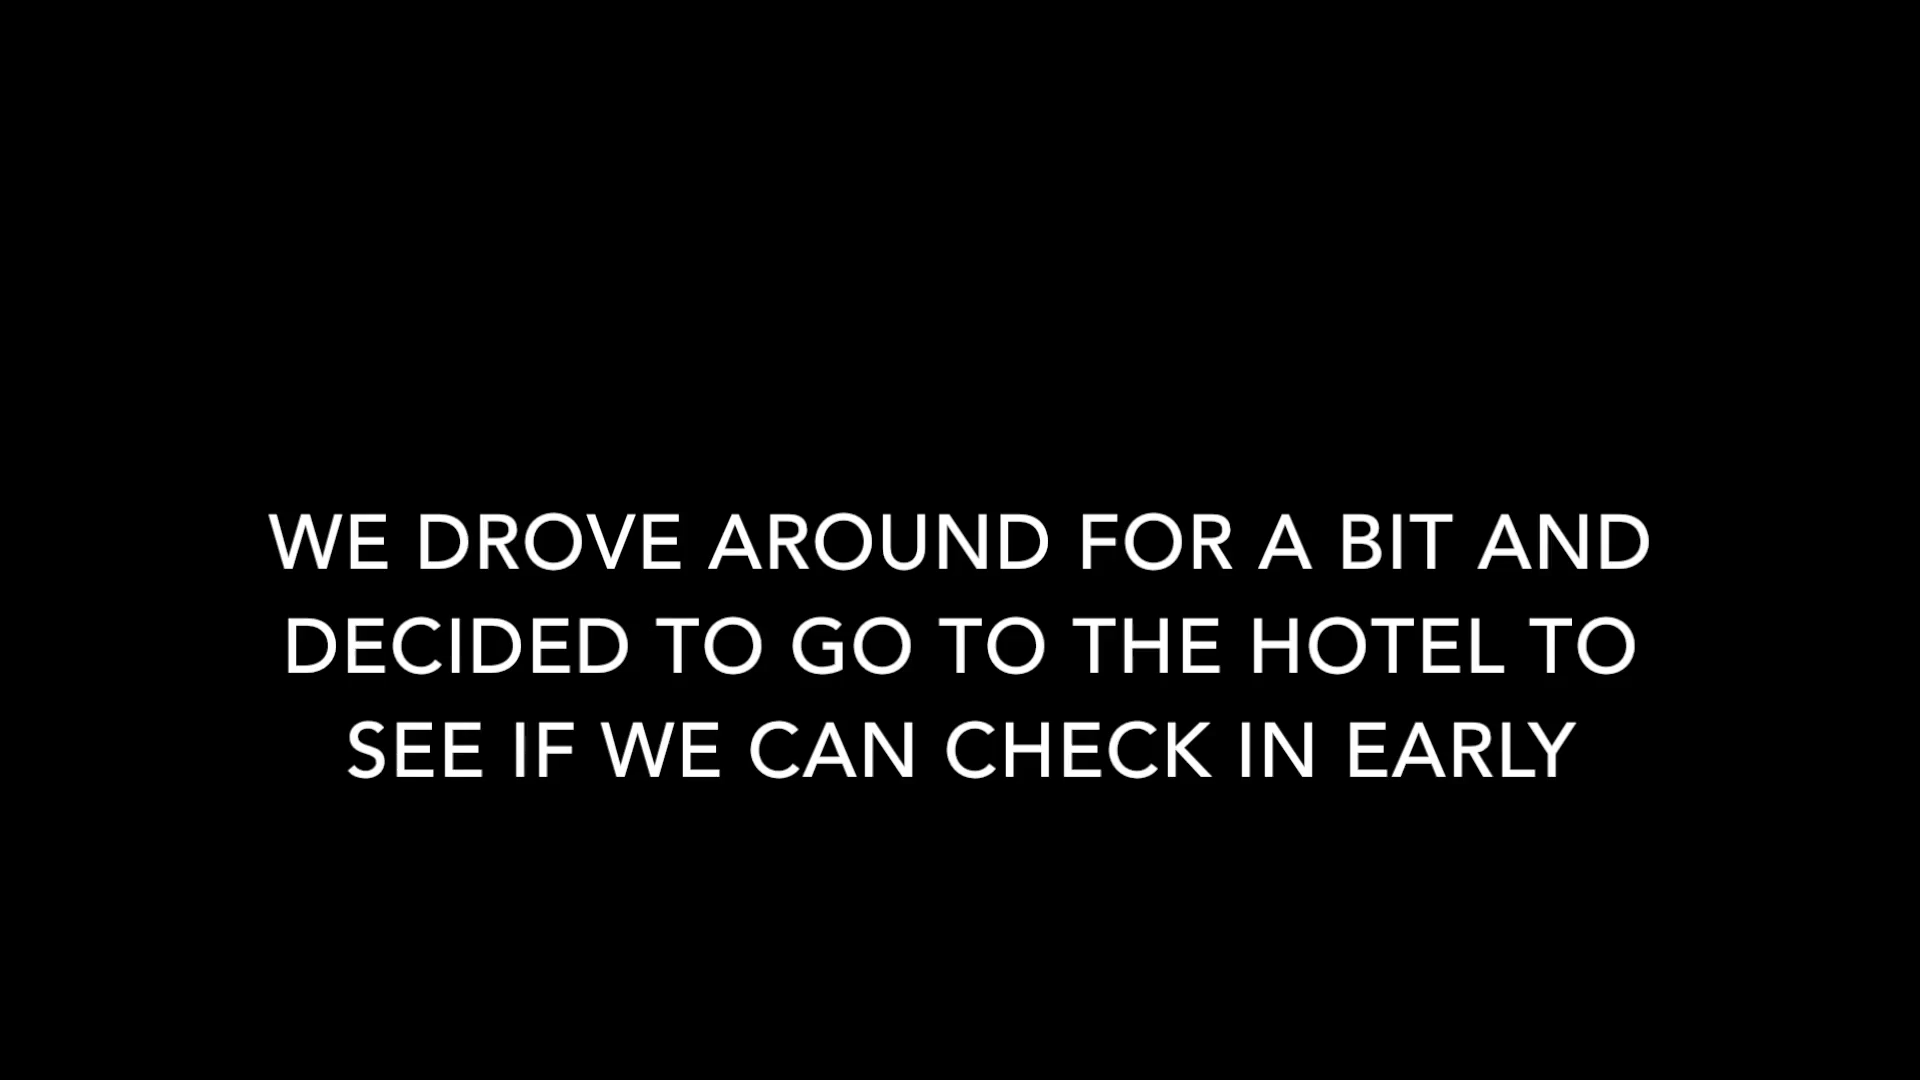 WE DROVE AROUND FOR A BIT AND
DECIDED TO GO TO THE HOTEL TO
SEE IF WE CAN CHECK IN EARLY